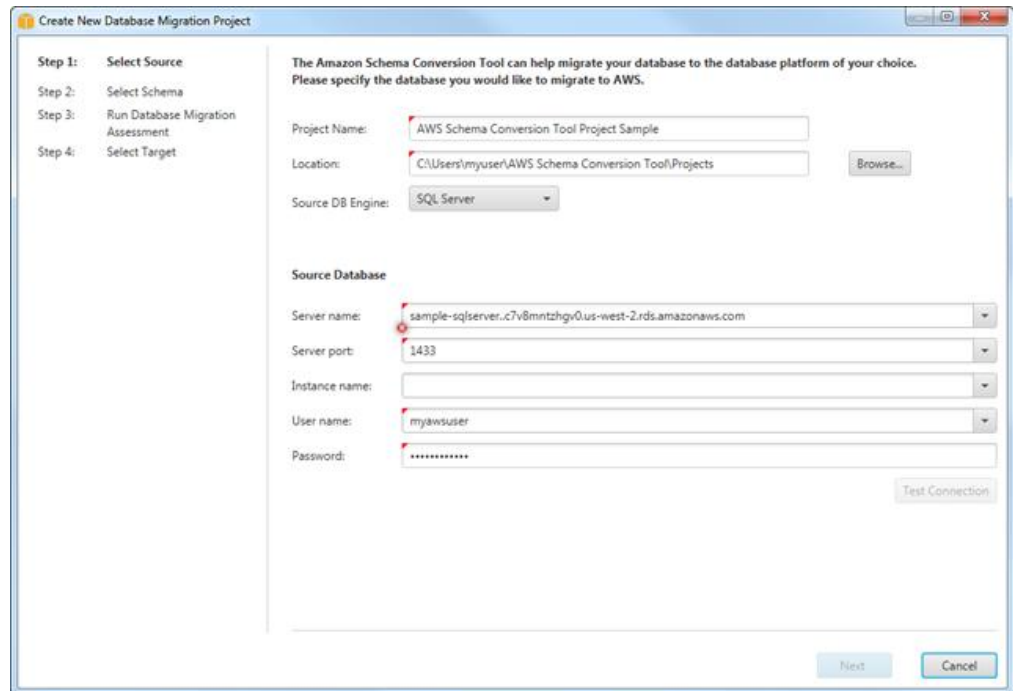 Create New Database Migration Project
Step 1: Select Source
Step 2: Select Schema
Step 3: Run Database Migration
Assessment
Step 4: Select Target
The Amazon Schema Conversion Tool can help migrate your database to the database platform of your choice.
Please specify the database you would like to migrate to AWS.
Project Name: AWS Schema Conversion Tool Project Sample
Location: C:\Users\myuser\AWS Schema Conversion Tool\Projects Browse...
Source DB Engine: SQL Server
Source Database
Server name: sample-sqlserver..c7v8mntzhgv0.us-west-2.rds.amazonaws.com
Server port: 1433
Instance name:
User name: myawsuser
Password: ••••••••••••
Test Connection
Next Cancel